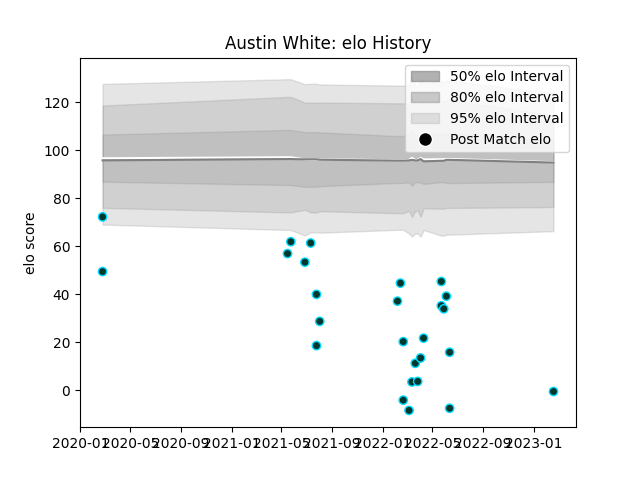 Austin White: elo History
50% elo Interval
80% elo Interval
95% elo Interval
Post Match elo
elo score
120
100
80
60
40
20
0
2020-01
2020-05
2020-09
2021-01
2021-05
2021-09
2022-01
2022-05
2022-09
2023-01